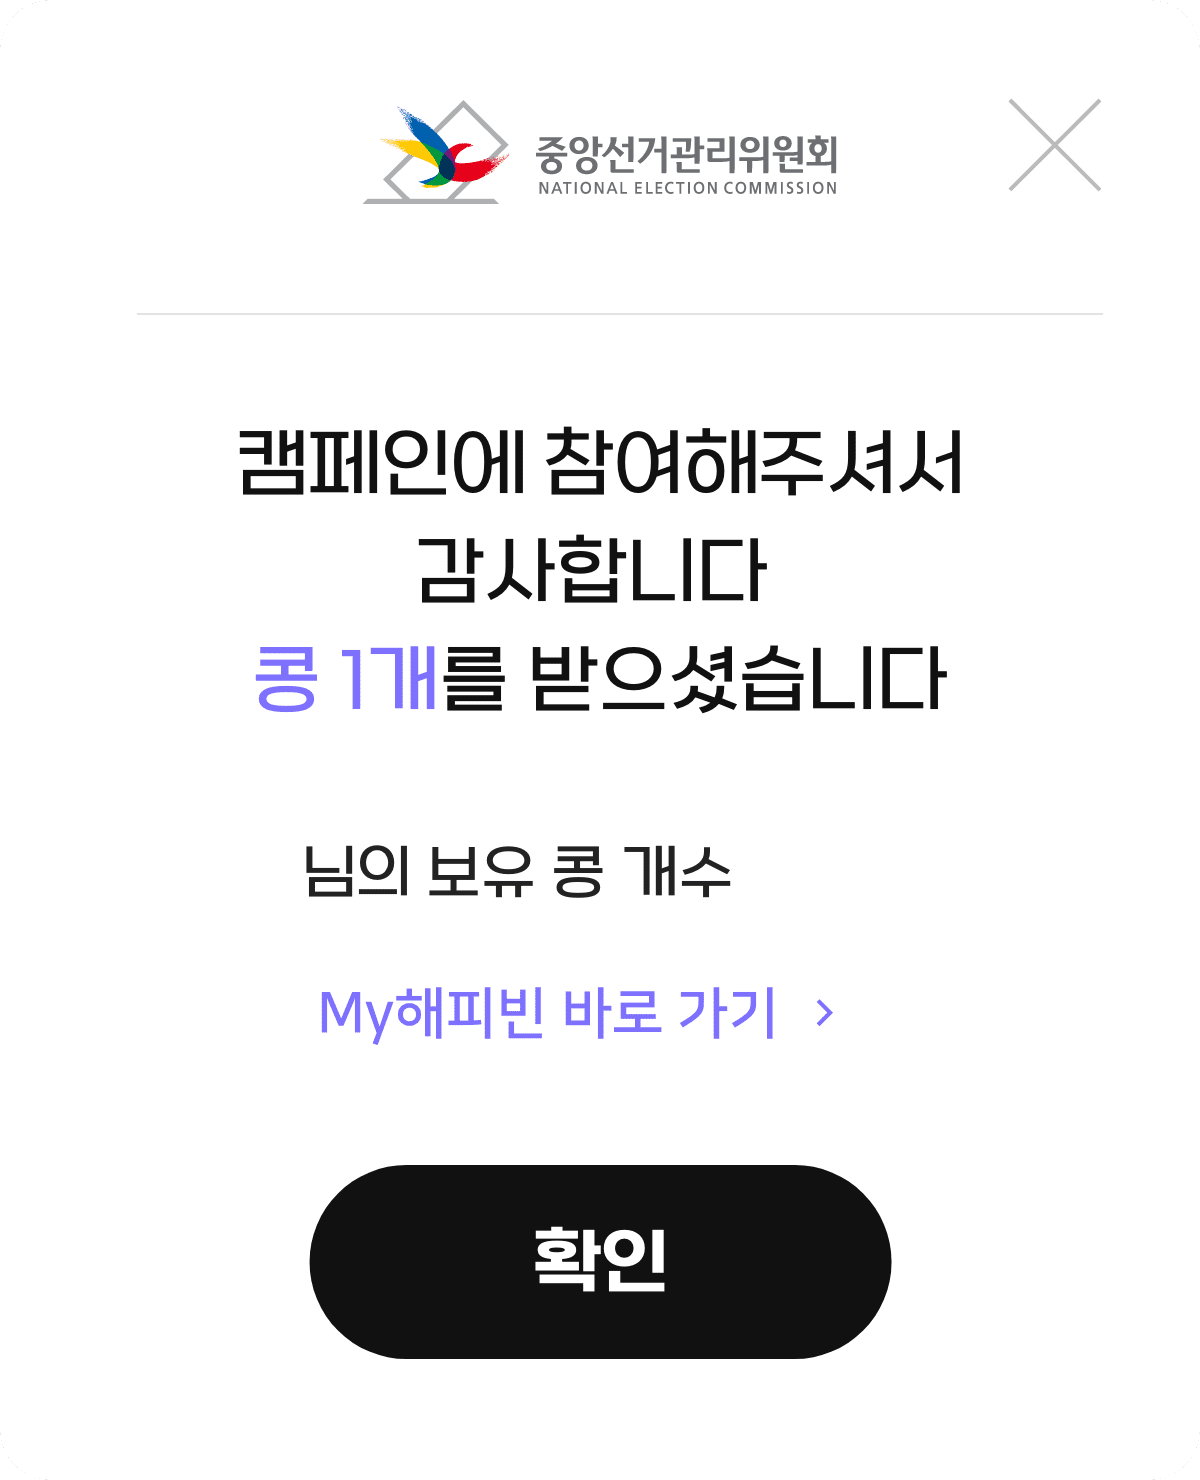 중앙선거관리위원회
NATIONAL ELECTION COMMISSION
캠페인에 참여해주셔서
감사합니다
콩 1개를 받으셨습니다
님의 보유 콩 개수
My해피빈 바로 가기
확인